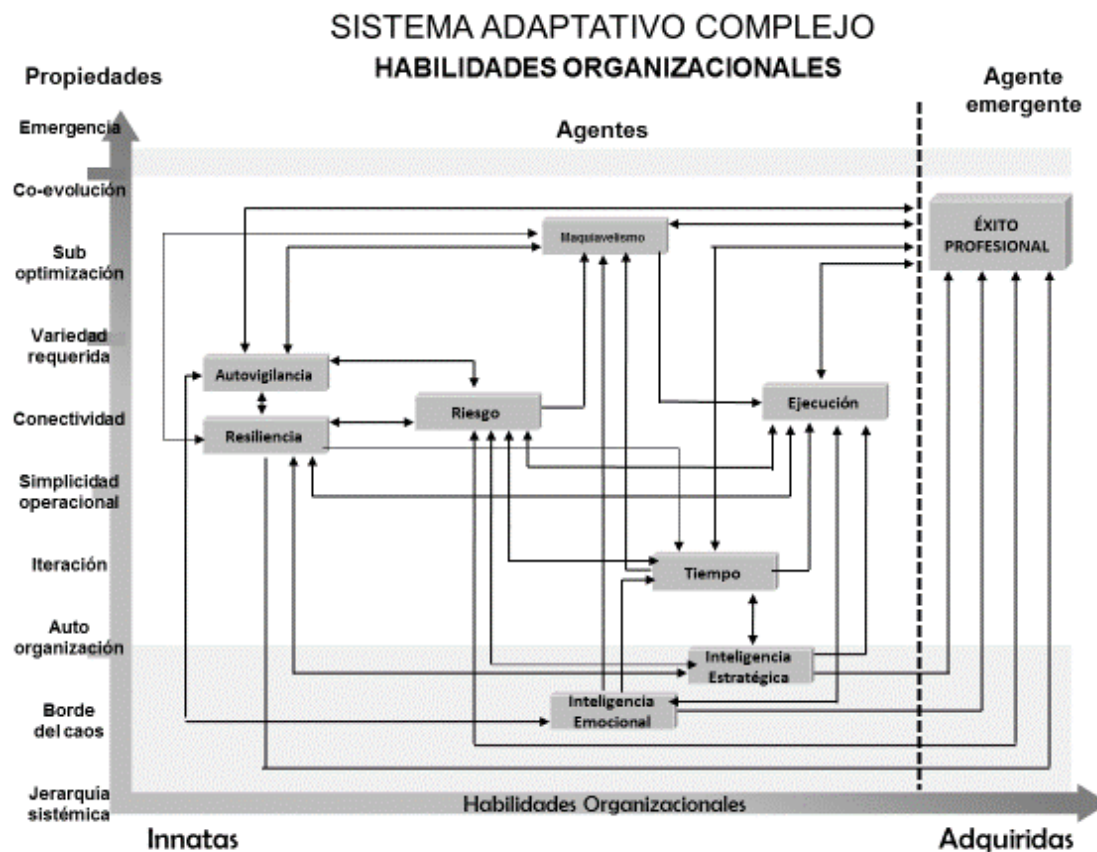 SISTEMA ADAPTATIVO COMPLEJO
HABILIDADES ORGANIZACIONALES
Propiedades
Agente
emergente
Emergencia
Agentes
Co-evolución
Sub
optimización
Variedad
requerida
Conectividad
Simplicidad
operacional
Iteración
Auto
organización
Borde
del caos
Jerarquía
sistémica
Maquiavelismo
ÉXITO
PROFESIONAL
Autovigilancia
Riesgo
Ejecución
Resiliencia
Tiempo
Inteligencia
Estratégica
Inteligencia
Emocional
Habilidades Organizacionales
Innatas
Adquiridas